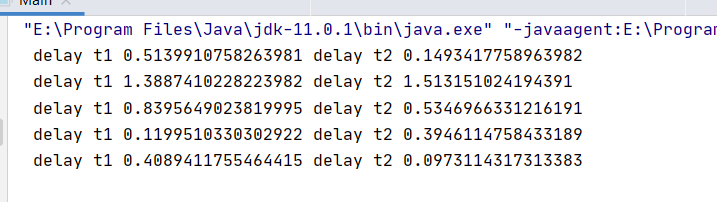 Main
"E:\Program Files\Java\jdk-11.0.1\bin\java.exe" "-javaagent:E:\Progra
delay t1 0.5139910758263981 delay t2 0.1493417758963982
delay t1 1.3887410228223982 delay t2 1.513151024194391
delay t1 0.8395649023819995 delay t2 0.5346966331216191
delay t1 0.1199510330302922 delay t2 0.3946114758433189
delay t1 0.4089411755464415 delay t2 0.0973114317313383